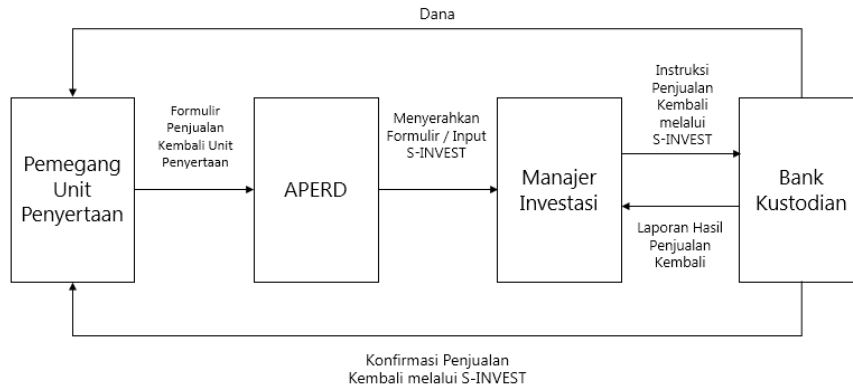 Dana
Pemegang
Unit
Penyertaan
Formulir
Penjualan
Kembali Unit
Penyertaan
APERD
Menyerahkan
Formulir / Input
S-INVEST
Manajer
Investasi
Instruksi
Penjualan
Kembali
melalui
S-INVEST
Laporan Hasil
Penjualan
Kembali
Bank
Kustodian
Konfirmasi Penjualan
Kembali melalui S-INVEST